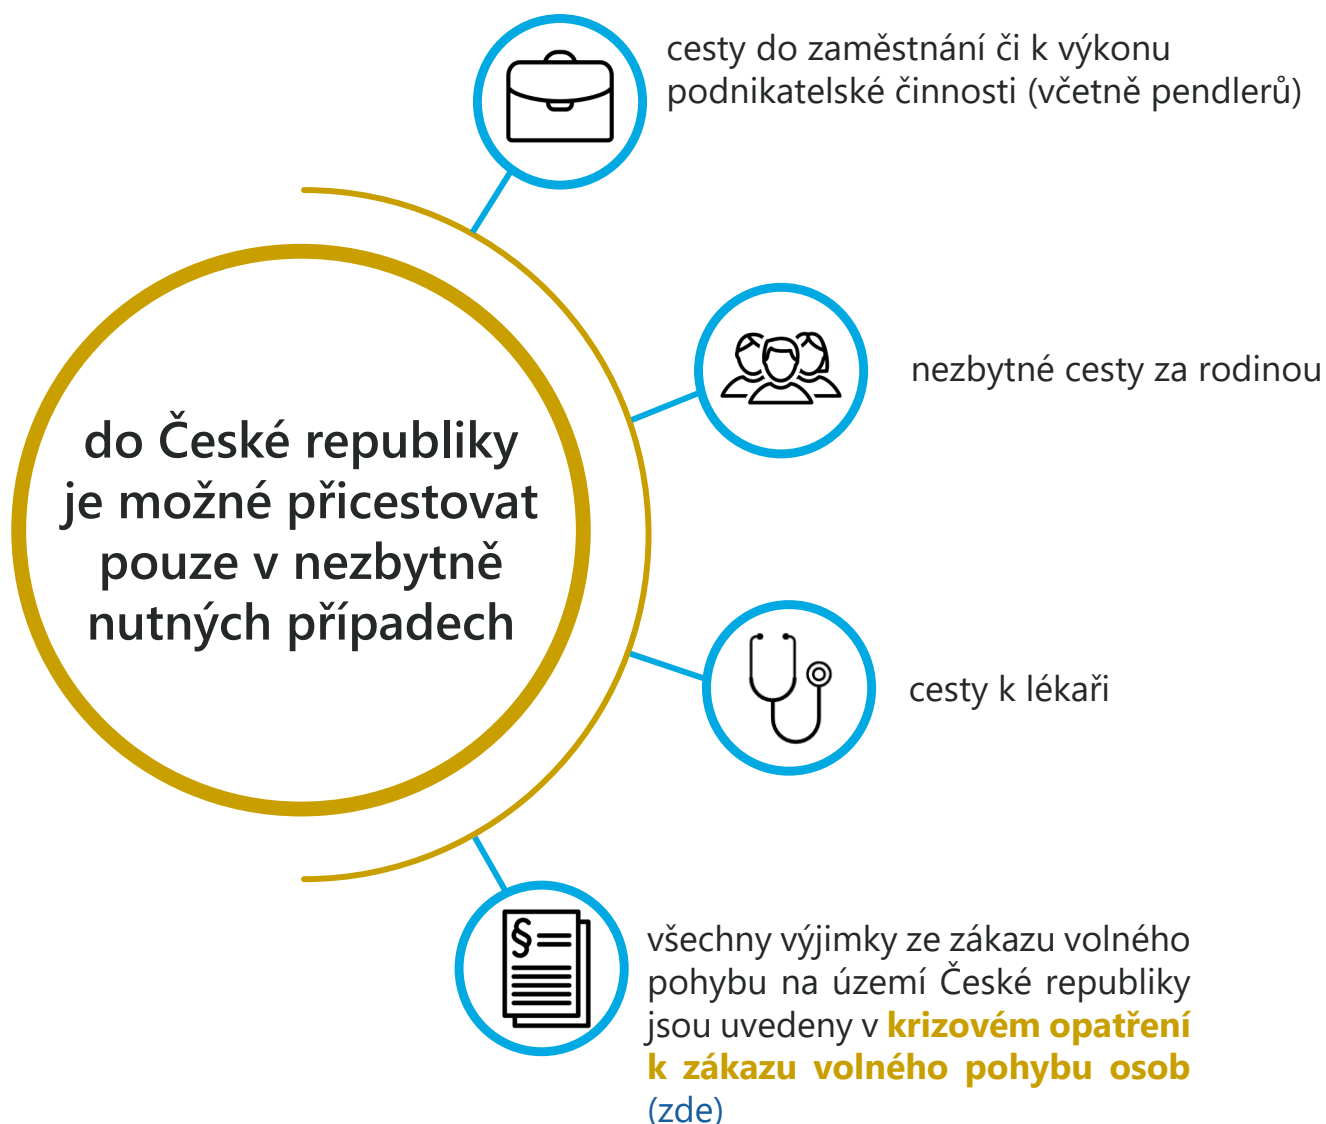 cesty do zaměstnání či k výkonu
podnikatelské činnosti (včetně pendlerů)
nezbytné cesty za rodinou
do České republiky
je možné přicestovat
pouze v nezbytně
nutných případech
cesty k lékaři
§
všechny výjimky ze zákazu volného
pohybu na území České republiky
jsou uvedeny v krizovém opatření
k zákazu volného pohybu osob
(zde)